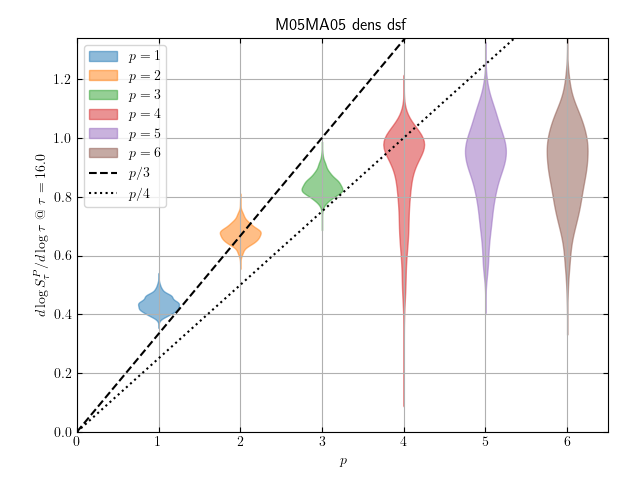 M05MA05 dens dsf
d log S_τ^P / d log τ @ τ = 16.0
1.2
1.0
0.8
0.6
0.4
0.2
0.0
p = 1
p = 2
p = 3
p = 4
p = 5
p = 6
p/3
p/4
0 1 2 3 4 5 6
p